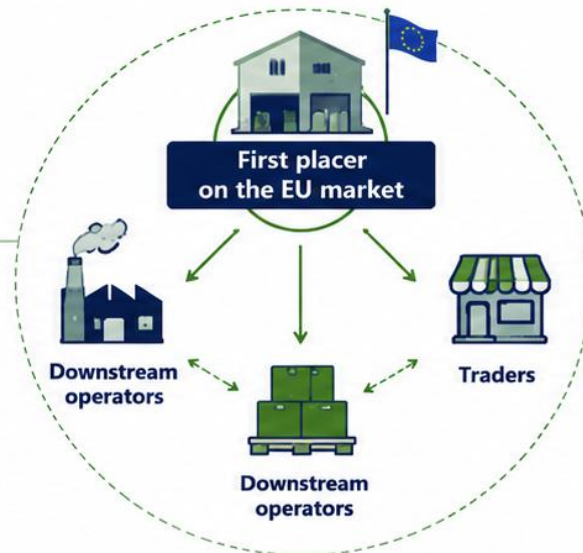 First placer
on the EU market
Downstream
operators
Traders
Downstream
operators